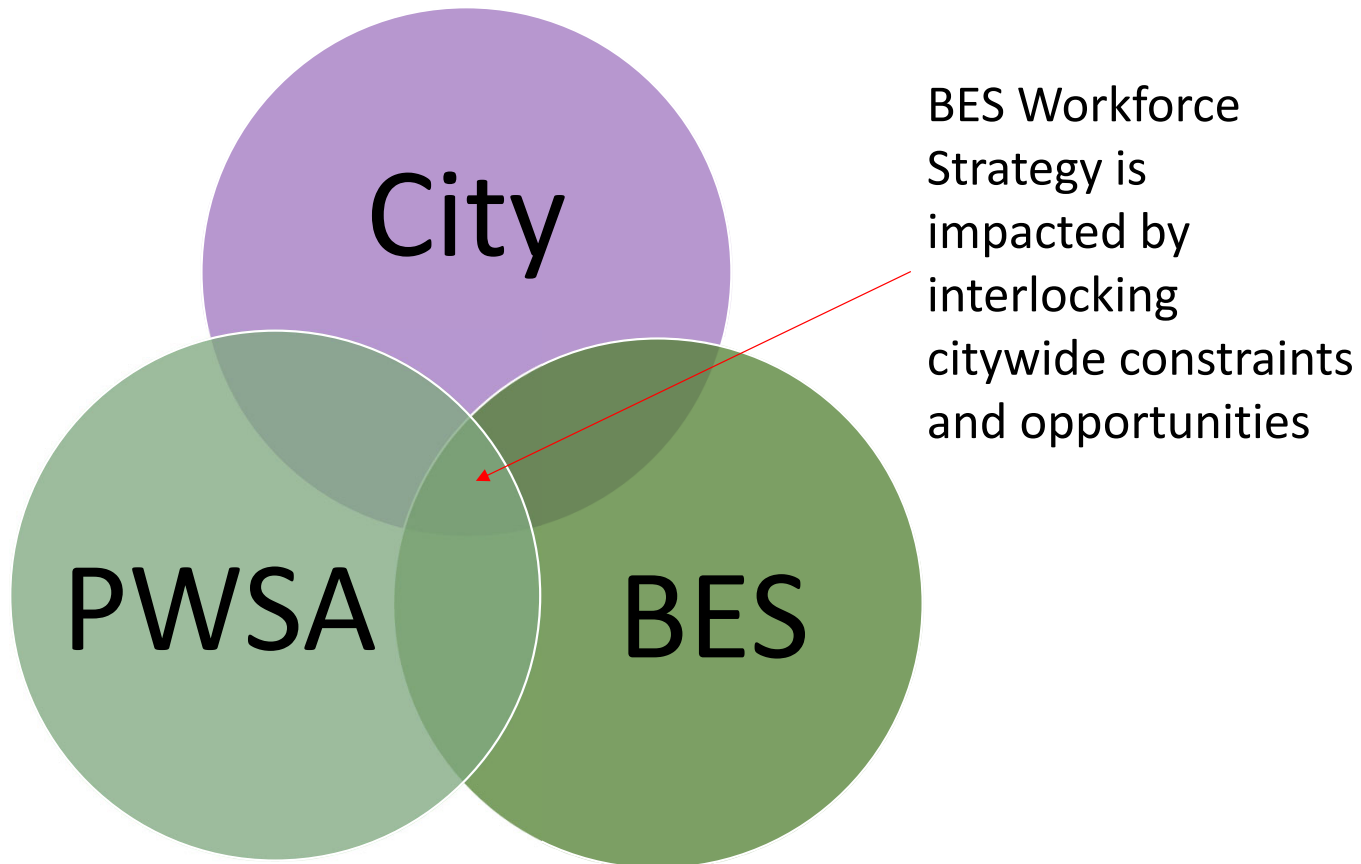 City
BES Workforce
Strategy is
impacted by
interlocking
citywide constraints
and opportunities
PWSA
BES